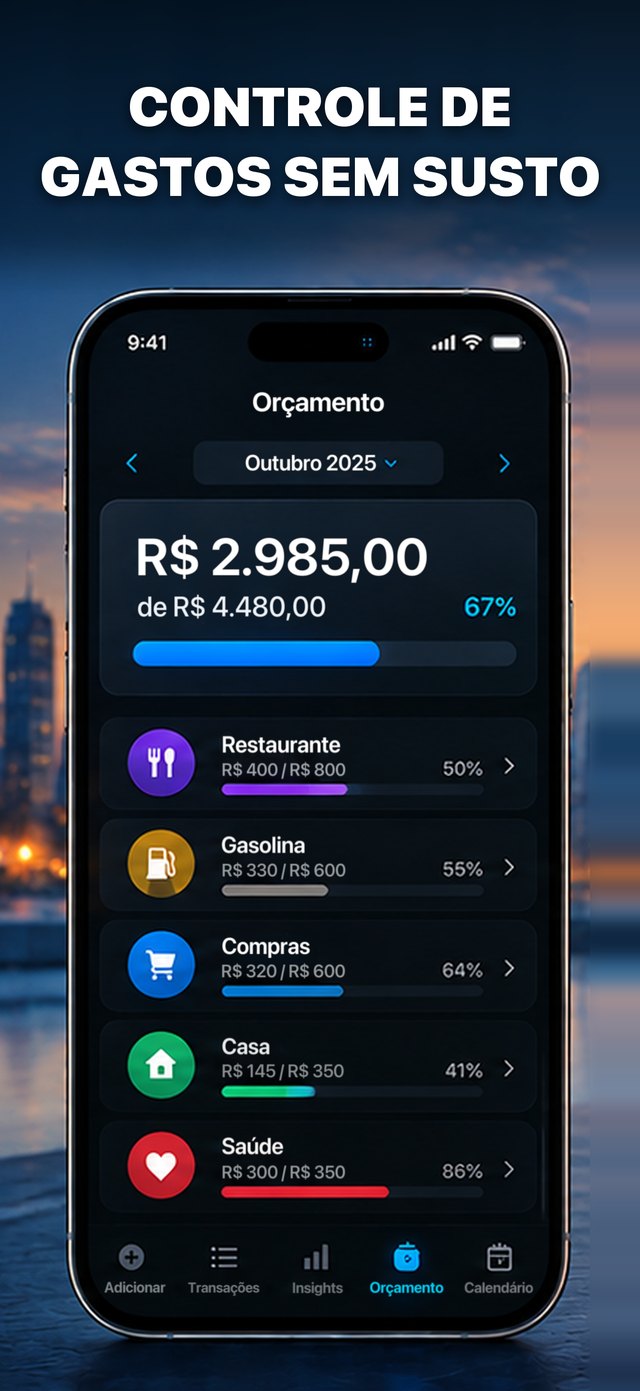 CONTROLE DE
GASTOS SEM SUSTO
9:41
Orçamento
Outubro 2025
R$ 2.985,00
de R$ 4.480,00 67%
Restaurante
R$ 400 / R$ 800 50%
Gasolina
R$ 330 / R$ 600 55%
Compras
R$ 320 / R$ 600 64%
Casa
R$ 145 / R$ 350 41%
Saúde
R$ 300 / R$ 350 86%
Adicionar Transações Insights Orçamento Calendário